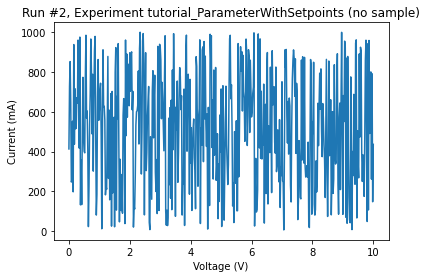 Run #2, Experiment tutorial_ParameterWithSetpoints (no sample)
1000
800
600
400
200
0
Current (mA)
0 2 4 6 8 10
Voltage (V)